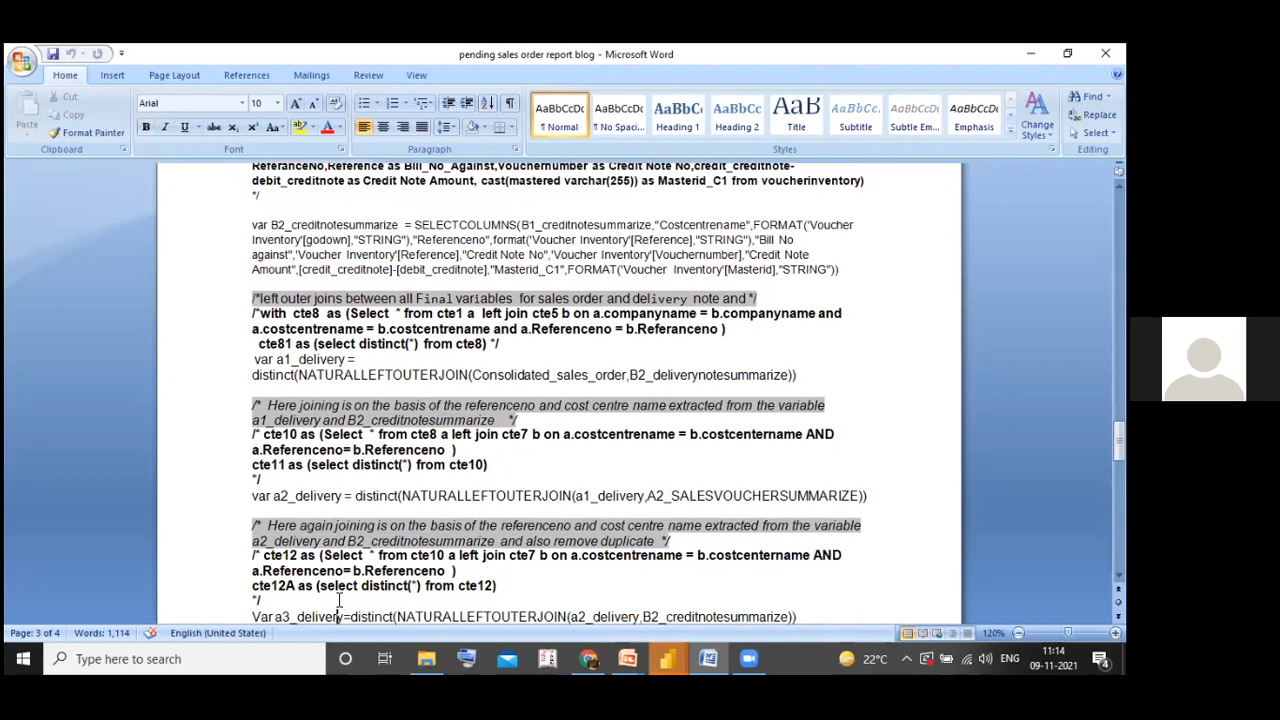 pending sales order report blog - Microsoft Word
Home Insert Page Layout References Mailings Review View
Cut
Copy
Format Painter
Paste
Clipboard
Arial 10
Font
Paragraph
AaBbCcDc AaBbCcDc AaBbC AaBbCc AaB AaBbCc. AaBbCcDc AaBbCcDc
¶ Normal ¶ No Spaci... Heading 1 Heading 2 Title Subtitle Subtle Em... Emphasis
Change Styles
Styles
Find
Replace
Select
Editing
ReferanceNo,Reference as Bill_No_Against,Vouchernumber as Credit Note No,credit_creditnote-
debit_creditnote as Credit Note Amount, cast(mastered varchar(255)) as Masterid_C1 from voucherinventory)
*/
var B2_creditnotesummarize = SELECTCOLUMNS(B1_creditnotesummarize,"Costcentrename",FORMAT('Voucher
Inventory'[godown],"STRING"),"Referenceno",format('Voucher Inventory'[Reference],"STRING"),"Bill No
against",'Voucher Inventory'[Reference],"Credit Note No",'Voucher Inventory'[Vouchernumber],"Credit Note
Amount",[credit_creditnote]-[debit_creditnote],"Masterid_C1",FORMAT('Voucher Inventory'[Masterid],"STRING"))
/*left outer joins between all Final variables for sales order and delivery note and */
/*with cte8 as (Select * from cte1 a left join cte5 b on a.companyname = b.companyname and
a.costcentrename = b.costcentrename and a.Referenceno = b.Referanceno )
cte81 as (select distinct(*) from cte8) */
var a1_delivery =
distinct(NATURALLEFTOUTERJOIN(Consolidated_sales_order,B2_deliverynotesummarize))
/* Here joining is on the basis of the referenceno and cost centre name extracted from the variable
a1_delivery and B2_creditnotesummarize */
/* cte10 as (Select * from cte8 a left join cte7 b on a.costcentrename = b.costcentername AND
a.Referenceno= b.Referenceno )
cte11 as (select distinct(*) from cte10)
*/
var a2_delivery = distinct(NATURALLEFTOUTERJOIN(a1_delivery,A2_SALESVOUCHERSUMMARIZE))
/* Here again joining is on the basis of the referenceno and cost centre name extracted from the variable
a2_delivery and B2_creditnotesummarize and also remove duplicate */
/* cte12 as (Select * from cte10 a left join cte7 b on a.costcentrename = b.costcentername AND
a.Referenceno= b.Referenceno )
cte12A as (select distinct(*) from cte12)
*/
Var a3_delivery=distinct(NATURALLEFTOUTERJOIN(a2_delivery,B2_creditnotesummarize))
Page: 3 of 4 Words: 1,114 English (United States) 120%
Type here to search
22°C ENG 11:14
09-11-2021